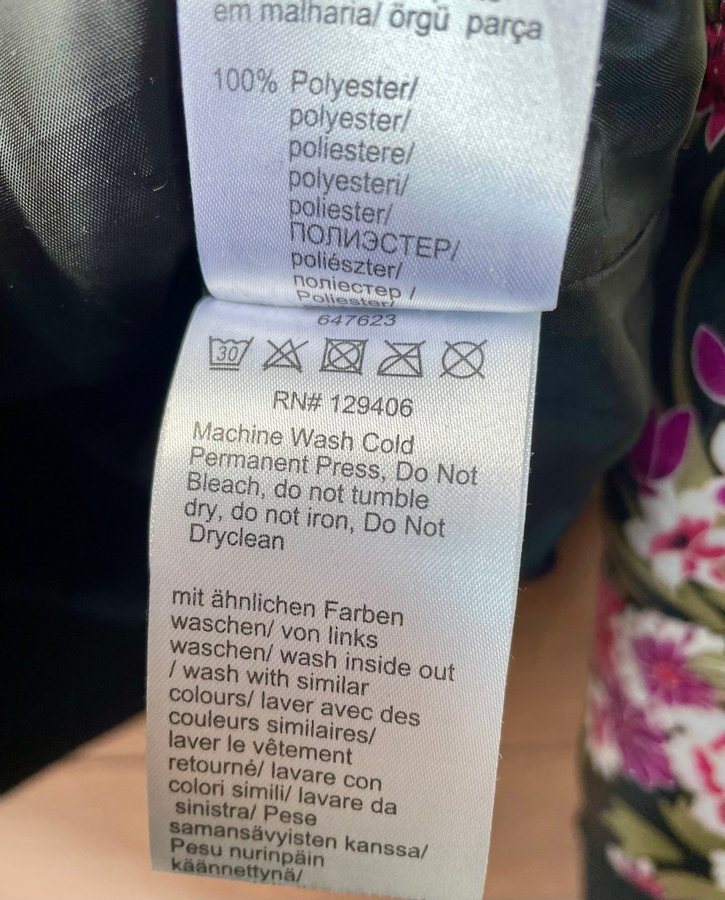 em malharia/ örgü parça
100% Polyester/
polyester/
poliestere/
polyesteri/
poliester/
ПОЛИЭСТЕР/
poliészter/
поліестер /
Poliester/
647623
30
RN# 129406
Machine Wash Cold
Permanent Press, Do Not
Bleach, do not tumble
dry, do not iron, Do Not
Dryclean
mit ähnlichen Farben
waschen/ von links
waschen/ wash inside out
/ wash with similar
colours/ laver avec des
couleurs similaires/
laver le vêtement
retourné/ lavare con
colori simili/ lavare da
sinistra/ Pese
samansävyisten kanssa/
Pesu nurinpäin
käännettynä/